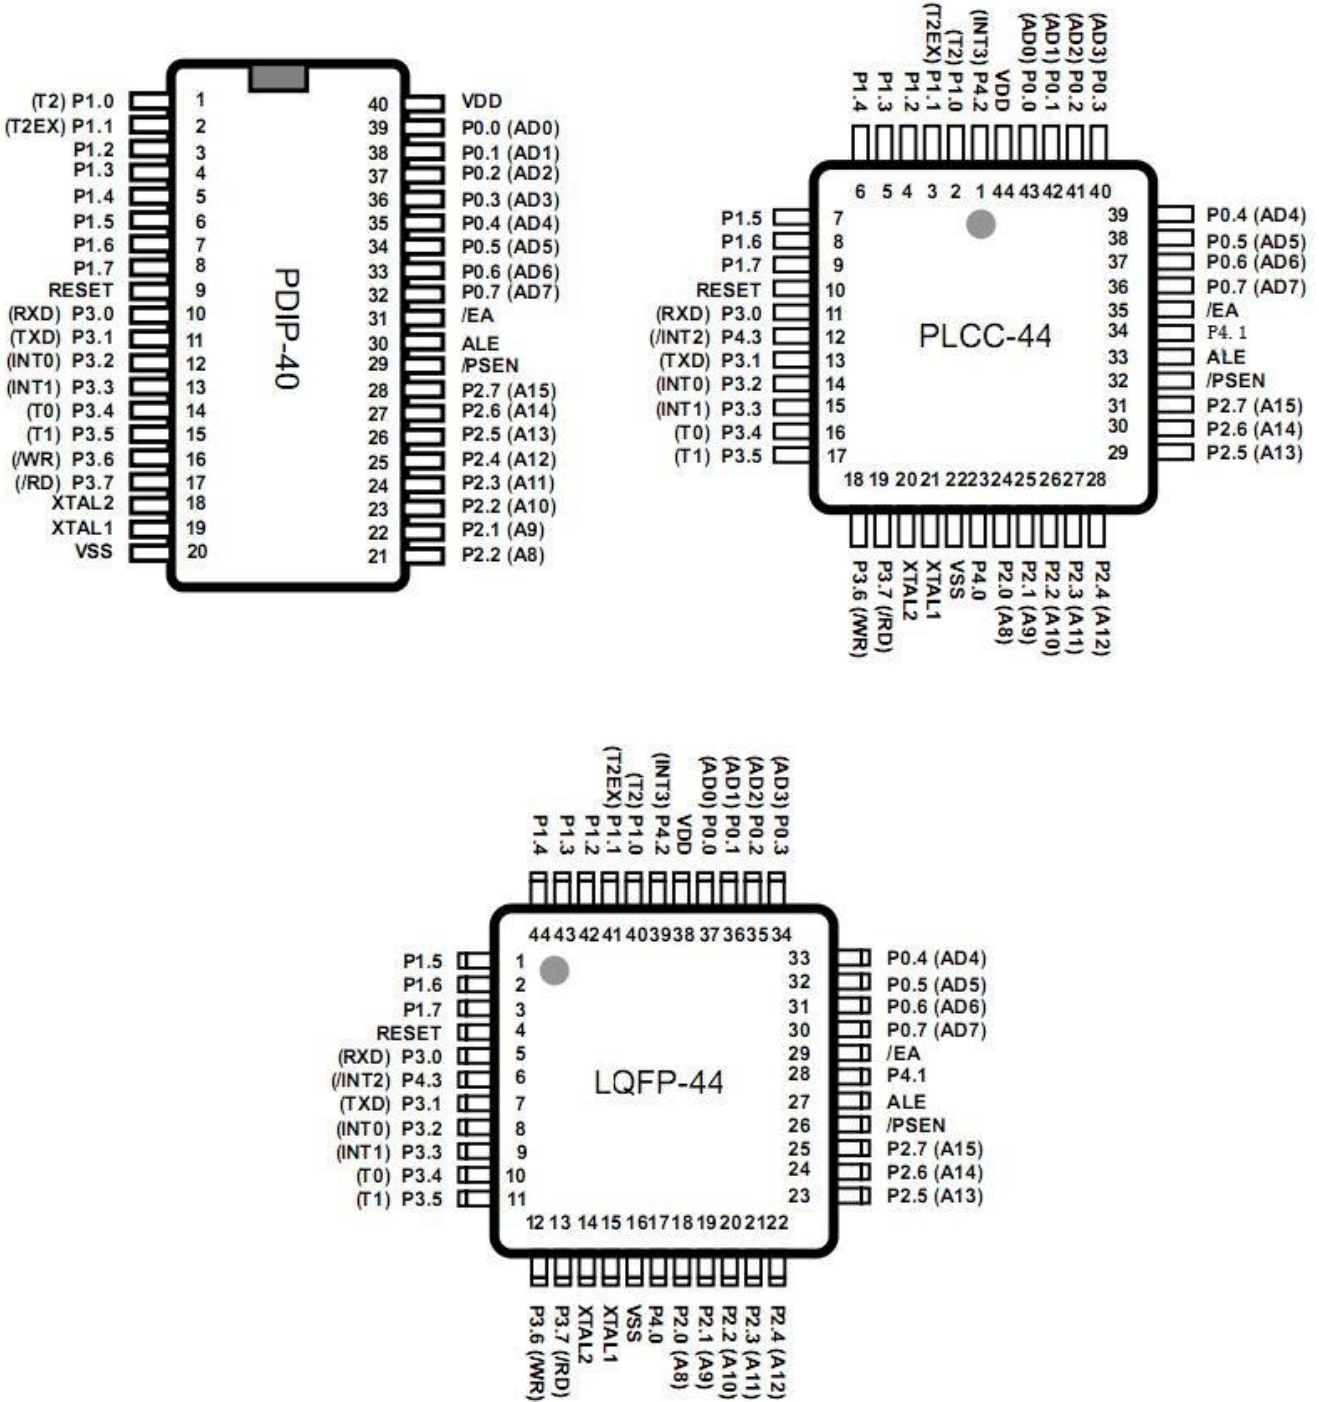 (T2) P1.0 1 40 VDD
(T2EX) P1.1 2 39 P0.0 (AD0)
P1.2 3 38 P0.1 (AD1)
P1.3 4 37 P0.2 (AD2)
P1.4 5 36 P0.3 (AD3)
P1.5 6 35 P0.4 (AD4)
P1.6 7 34 P0.5 (AD5)
P1.7 8 33 P0.6 (AD6)
RESET 9 32 P0.7 (AD7)
(RXD) P3.0 10 31 /EA
(TXD) P3.1 11 30 ALE
(INT0) P3.2 12 29 /PSEN
(INT1) P3.3 13 28 P2.7 (A15)
(T0) P3.4 14 27 P2.6 (A14)
(T1) P3.5 15 26 P2.5 (A13)
(/WR) P3.6 16 25 P2.4 (A12)
(/RD) P3.7 17 24 P2.3 (A11)
XTAL2 18 23 P2.2 (A10)
XTAL1 19 22 P2.1 (A9)
VSS 20 21 P2.2 (A8)
PDIP-40
P1.4
P1.3
P1.2
(T2EX) P1.1
(T2) P1.0
(INT3) P4.2
VDD
(AD0) P0.0
(AD1) P0.1
(AD2) P0.2
(AD3) P0.3
6 5 4 3 2 1 44 43 42 41 40
P1.5 7 39 P0.4 (AD4)
P1.6 8 38 P0.5 (AD5)
P1.7 9 37 P0.6 (AD6)
RESET 10 36 P0.7 (AD7)
(RXD) P3.0 11 35 /EA
(/INT2) P4.3 12 34 P4.1
(TXD) P3.1 13 33 ALE
(INT0) P3.2 14 32 /PSEN
(INT1) P3.3 15 31 P2.7 (A15)
(T0) P3.4 16 30 P2.6 (A14)
(T1) P3.5 17 29 P2.5 (A13)
PLCC-44
18 19 20 21 22 23 24 25 26 27 28
P3.6 (/WR)
P3.7 (/RD)
XTAL2
XTAL1
VSS
P4.0
P2.0 (A8)
P2.1 (A9)
P2.2 (A10)
P2.3 (A11)
P2.4 (A12)
P1.4
P1.3
P1.2
(T2EX) P1.1
(T2) P1.0
(INT3) P4.2
VDD
(AD0) P0.0
(AD1) P0.1
(AD2) P0.2
(AD3) P0.3
44 43 42 41 40 39 38 37 36 35 34
P1.5 1 33 P0.4 (AD4)
P1.6 2 32 P0.5 (AD5)
P1.7 3 31 P0.6 (AD6)
RESET 4 30 P0.7 (AD7)
(RXD) P3.0 5 29 /EA
(/INT2) P4.3 6 28 P4.1
(TXD) P3.1 7 27 ALE
(INT0) P3.2 8 26 /PSEN
(INT1) P3.3 9 25 P2.7 (A15)
(T0) P3.4 10 24 P2.6 (A14)
(T1) P3.5 11 23 P2.5 (A13)
LQFP-44
12 13 14 15 16 17 18 19 20 21 22
P3.6 (/WR)
P3.7 (/RD)
XTAL2
XTAL1
VSS
P4.0
P2.0 (A8)
P2.1 (A9)
P2.2 (A10)
P2.3 (A11)
P2.4 (A12)